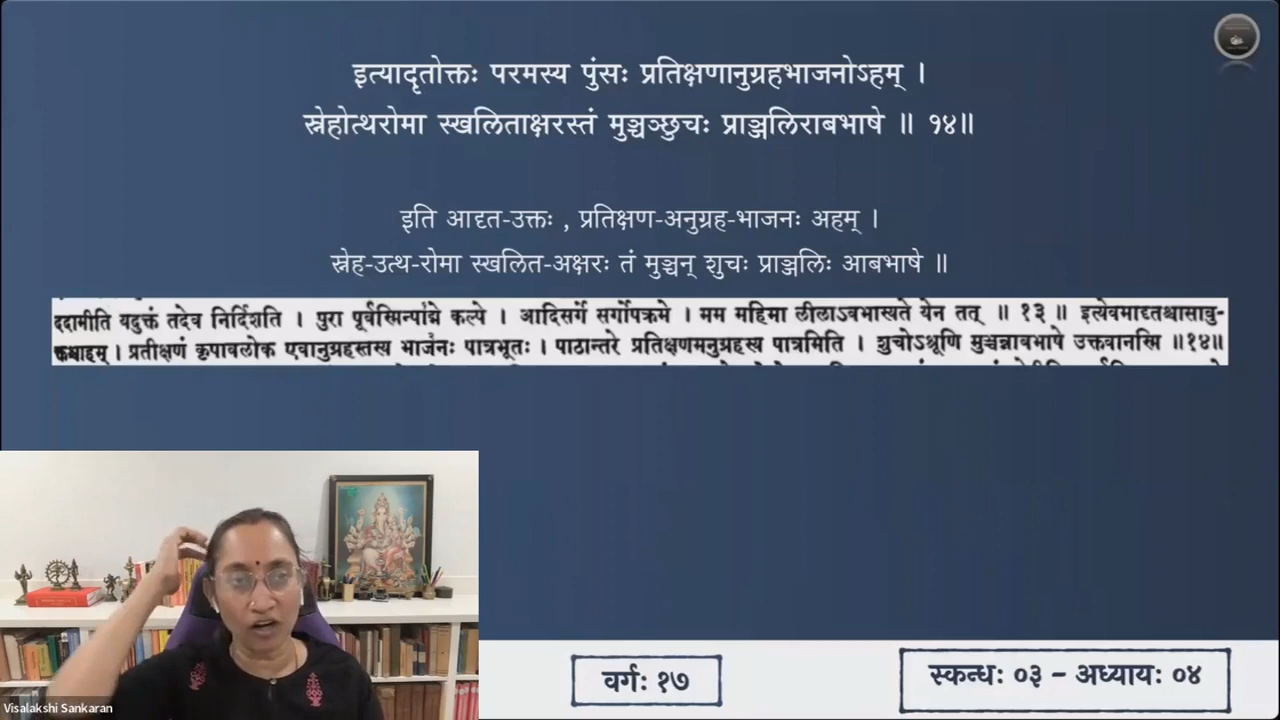 इत्यादृतोक्तः परमस्य पुंसः प्रतिक्षणानुग्रहभाजनोऽहम् ।
स्नेहोत्थरोमा स्खलिताक्षरस्तं मुञ्चञ्छुचः प्राञ्जलिराबभाषे ॥ १४॥
इति आदृत-उक्तः , प्रतिक्षण-अनुग्रह-भाजनः अहम् ।
स्नेह-उत्थ-रोमा स्खलित-अक्षरः तं मुञ्चन् शुचः प्राञ्जलिः आबभाषे ॥
ददामीति यदुक्तं तदेव निर्दिशति । पुरा पूर्वस्मिन्पाद्मे कल्पे । आदिसर्गे सर्गोपक्रमे । मम महिमा लीलाऽवभास्यते येन तत् ॥ १३ ॥ इत्येवमादृतश्चासावु-
क्तश्चाहम् । प्रतीक्षणं कृपावलोक एवानुग्रहस्तस्य भाजनः पात्रभूतः । पाठान्तरे प्रतिक्षणमनुग्रहस्य पात्रमिति । शुचोऽश्रूणि मुञ्चन्नाबभाषे उक्तवानस्मि ॥१४॥
Visalakshi Sankaran
वर्गः १७
स्कन्धः ०३ – अध्यायः ०४